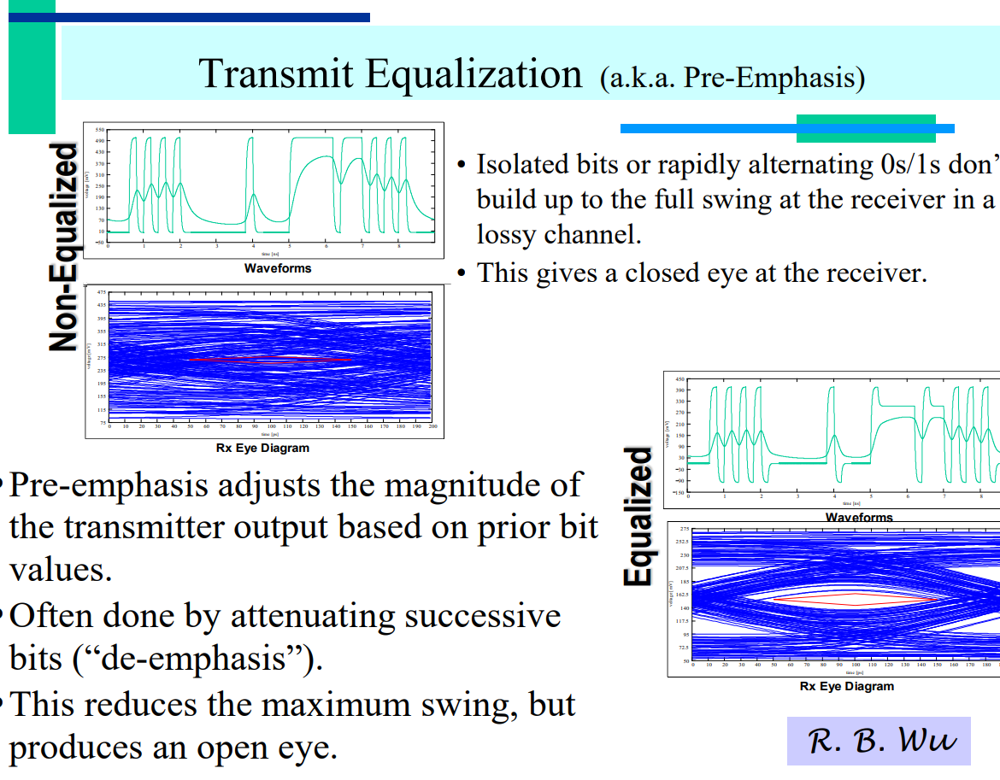 Transmit Equalization (a.k.a. Pre-Emphasis)
Non-Equalized
550
490
430
370
310
250
190
130
70
10
-50
voltage [mV]
0 1 2 3 4 5 6 7 8
time [ns]
Waveforms
• Isolated bits or rapidly alternating 0s/1s don'
build up to the full swing at the receiver in a
lossy channel.
• This gives a closed eye at the receiver.
475
435
395
355
315
275
235
195
155
115
75
voltage [mV]
0 10 20 30 40 50 60 70 80 90 100 110 120 130 140 150 160 170 180 190 200
time [ps]
Rx Eye Diagram
Equalized
450
390
330
270
210
150
90
30
-30
-90
-150
voltage [mV]
0 1 2 3 4 5 6 7 8
time [ns]
Waveforms
275
252.5
230
207.5
185
162.5
140
117.5
95
72.5
50
voltage [mV]
0 10 20 30 40 50 60 70 80 90 100 110 120 130 140 150 160 170 180
time [ps]
Rx Eye Diagram
• Pre-emphasis adjusts the magnitude of
the transmitter output based on prior bit
values.
• Often done by attenuating successive
bits (“de-emphasis”).
• This reduces the maximum swing, but
produces an open eye.
R. B. Wu